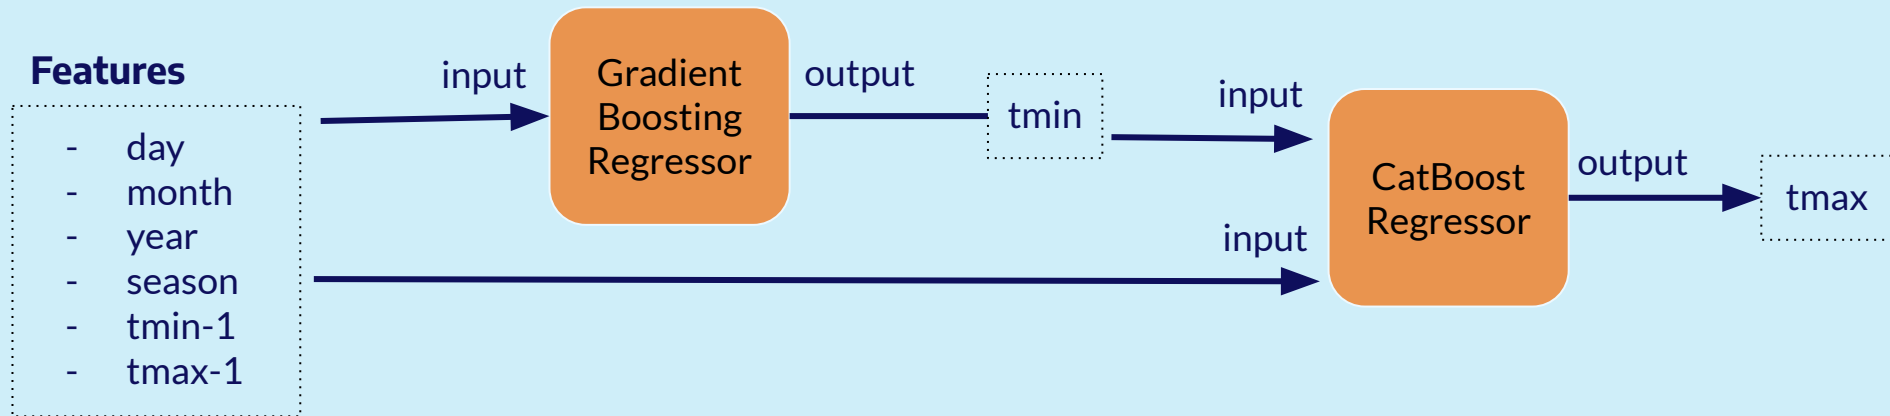 Features
- day
- month
- year
- season
- tmin-1
- tmax-1
input
Gradient
Boosting
Regressor
output
tmin
input
input
CatBoost
Regressor
output
tmax